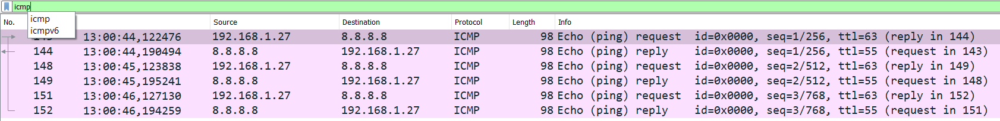 icmp
icmp
icmpv6
No. Source Destination Protocol Length Info
13:00:44,122476 192.168.1.27 8.8.8.8 ICMP 98 Echo (ping) request id=0x0000, seq=1/256, ttl=63 (reply in 144)
144 13:00:44,190494 8.8.8.8 192.168.1.27 ICMP 98 Echo (ping) reply id=0x0000, seq=1/256, ttl=55 (request in 143)
148 13:00:45,123838 192.168.1.27 8.8.8.8 ICMP 98 Echo (ping) request id=0x0000, seq=2/512, ttl=63 (reply in 149)
149 13:00:45,195241 8.8.8.8 192.168.1.27 ICMP 98 Echo (ping) reply id=0x0000, seq=2/512, ttl=55 (request in 148)
151 13:00:46,127130 192.168.1.27 8.8.8.8 ICMP 98 Echo (ping) request id=0x0000, seq=3/768, ttl=63 (reply in 152)
152 13:00:46,194259 8.8.8.8 192.168.1.27 ICMP 98 Echo (ping) reply id=0x0000, seq=3/768, ttl=55 (request in 151)